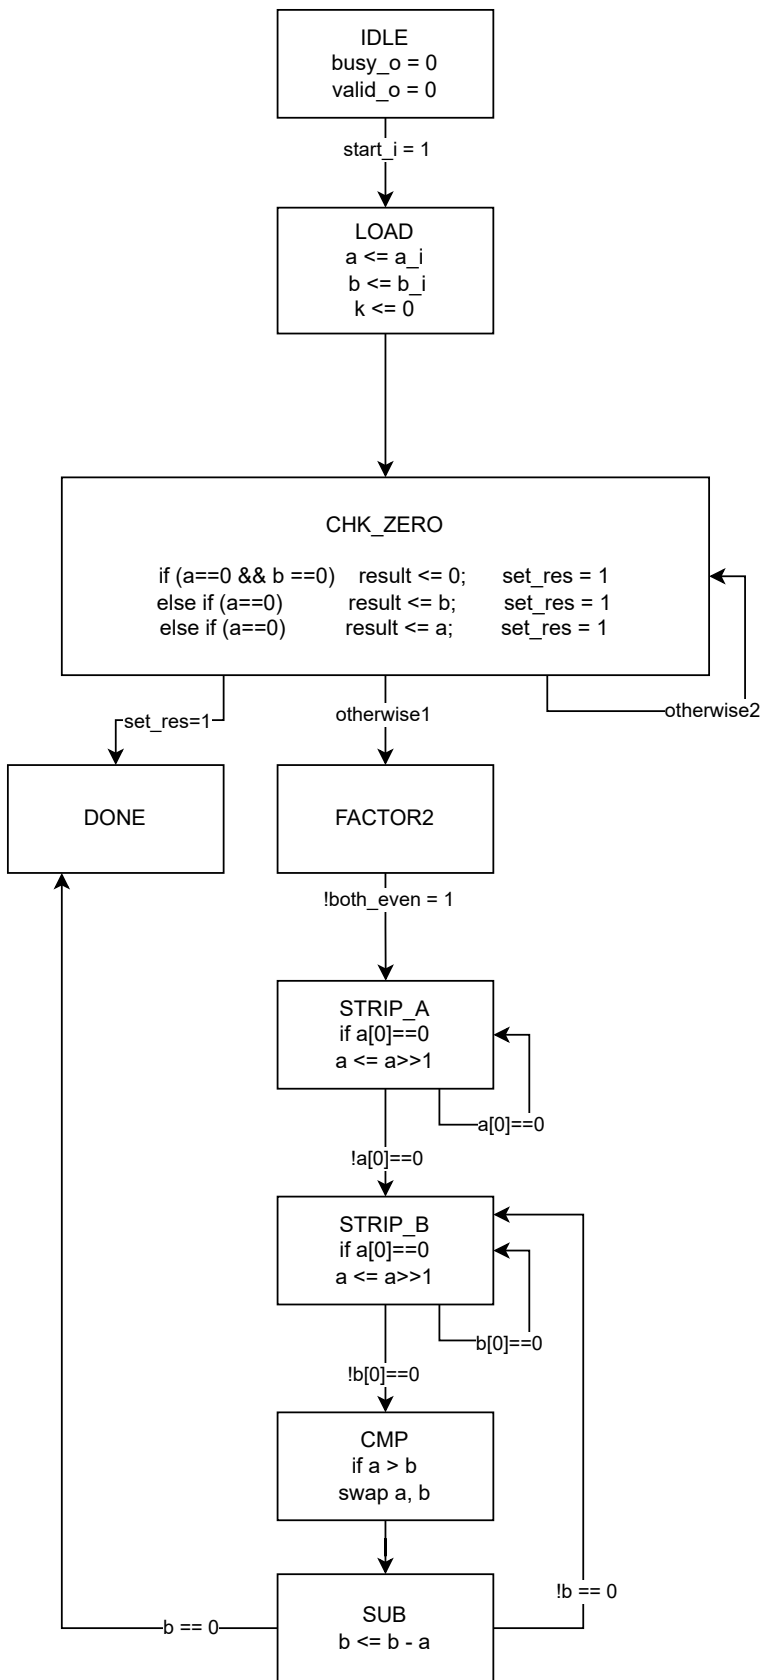 IDLE
busy_o = 0
valid_o = 0
start_i = 1
LOAD
a <= a_i
b <= b_i
k <= 0
CHK_ZERO
if (a==0 && b ==0) result <= 0; set_res = 1
else if (a==0) result <= b; set_res = 1
else if (a==0) result <= a; set_res = 1
set_res=1
otherwise1
otherwise2
DONE
FACTOR2
!both_even = 1
STRIP_A
if a[0]==0
a <= a>>1
a[0]==0
!a[0]==0
STRIP_B
if a[0]==0
a <= a>>1
b[0]==0
!b[0]==0
CMP
if a > b
swap a, b
!b == 0
b == 0
SUB
b <= b - a